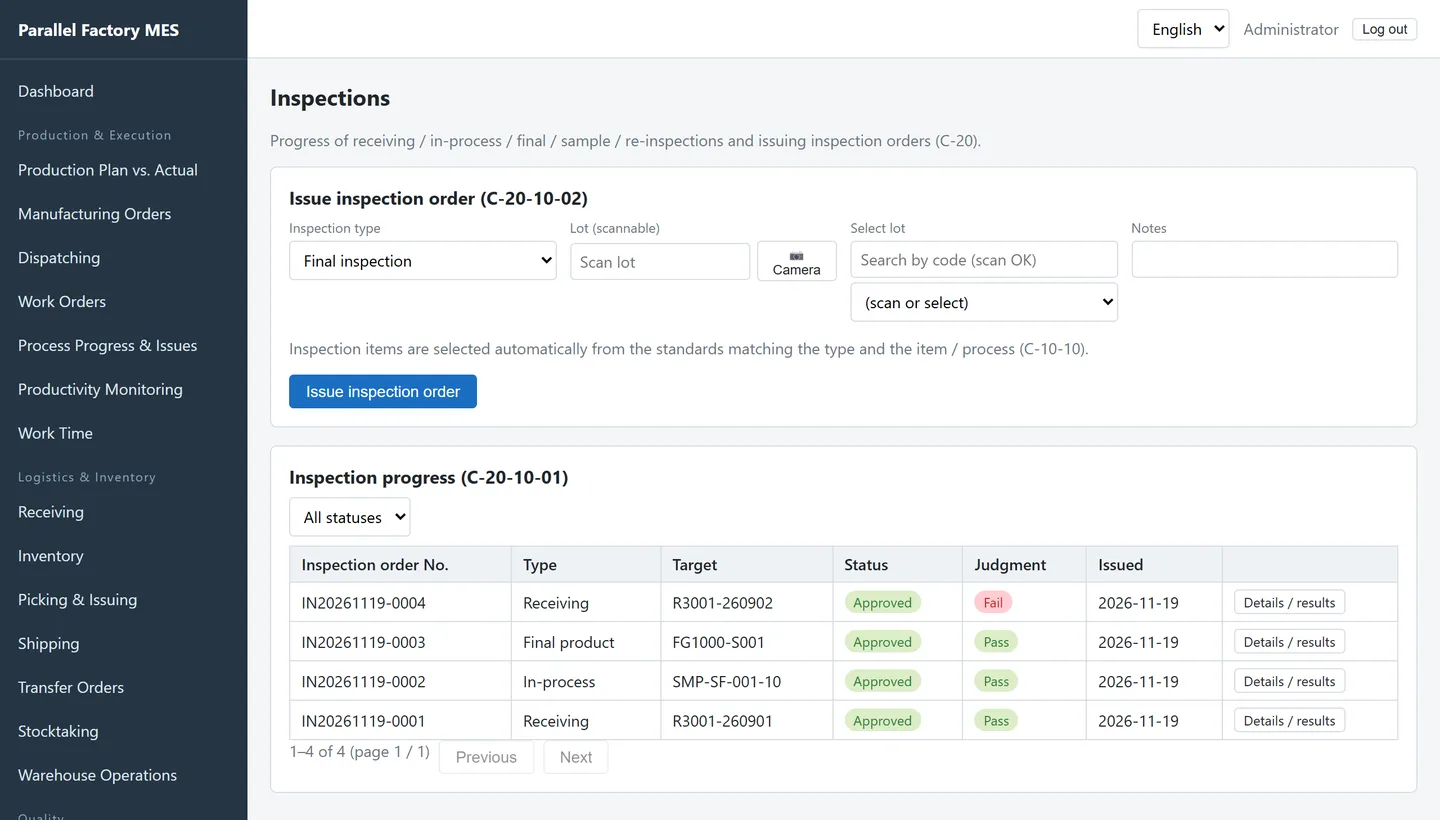 Parallel Factory MES
English
Administrator
Log out
Dashboard
Production & Execution
Production Plan vs. Actual
Manufacturing Orders
Dispatching
Work Orders
Process Progress & Issues
Productivity Monitoring
Work Time
Logistics & Inventory
Receiving
Inventory
Picking & Issuing
Shipping
Transfer Orders
Stocktaking
Warehouse Operations
Quality
Inspections
Progress of receiving / in-process / final / sample / re-inspections and issuing inspection orders (C-20).
Issue inspection order (C-20-10-02)
Inspection type
Lot (scannable)
Select lot
Notes
Final inspection
Scan lot
Camera
Search by code (scan OK)
(scan or select)
Inspection items are selected automatically from the standards matching the type and the item / process (C-10-10).
Issue inspection order
Inspection progress (C-20-10-01)
All statuses
Inspection order No. Type Target Status Judgment Issued
IN20261119-0004 Receiving R3001-260902 Approved Fail 2026-11-19 Details / results
IN20261119-0003 Final product FG1000-S001 Approved Pass 2026-11-19 Details / results
IN20261119-0002 In-process SMP-SF-001-10 Approved Pass 2026-11-19 Details / results
IN20261119-0001 Receiving R3001-260901 Approved Pass 2026-11-19 Details / results
1–4 of 4 (page 1 / 1) Previous Next